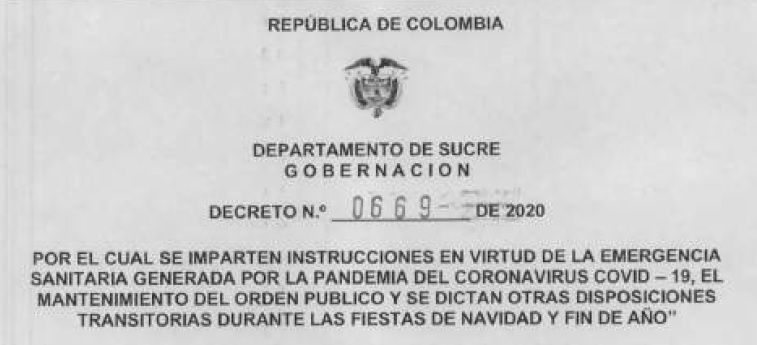 REPÚBLICA DE COLOMBIA
DEPARTAMENTO DE SUCRE
GOBERNACION
DECRETO N.º 0669- DE 2020
POR EL CUAL SE IMPARTEN INSTRUCCIONES EN VIRTUD DE LA EMERGENCIA
SANITARIA GENERADA POR LA PANDEMIA DEL CORONAVIRUS COVID – 19, EL
MANTENIMIENTO DEL ORDEN PUBLICO Y SE DICTAN OTRAS DISPOSICIONES
TRANSITORIAS DURANTE LAS FIESTAS DE NAVIDAD Y FIN DE AÑO"